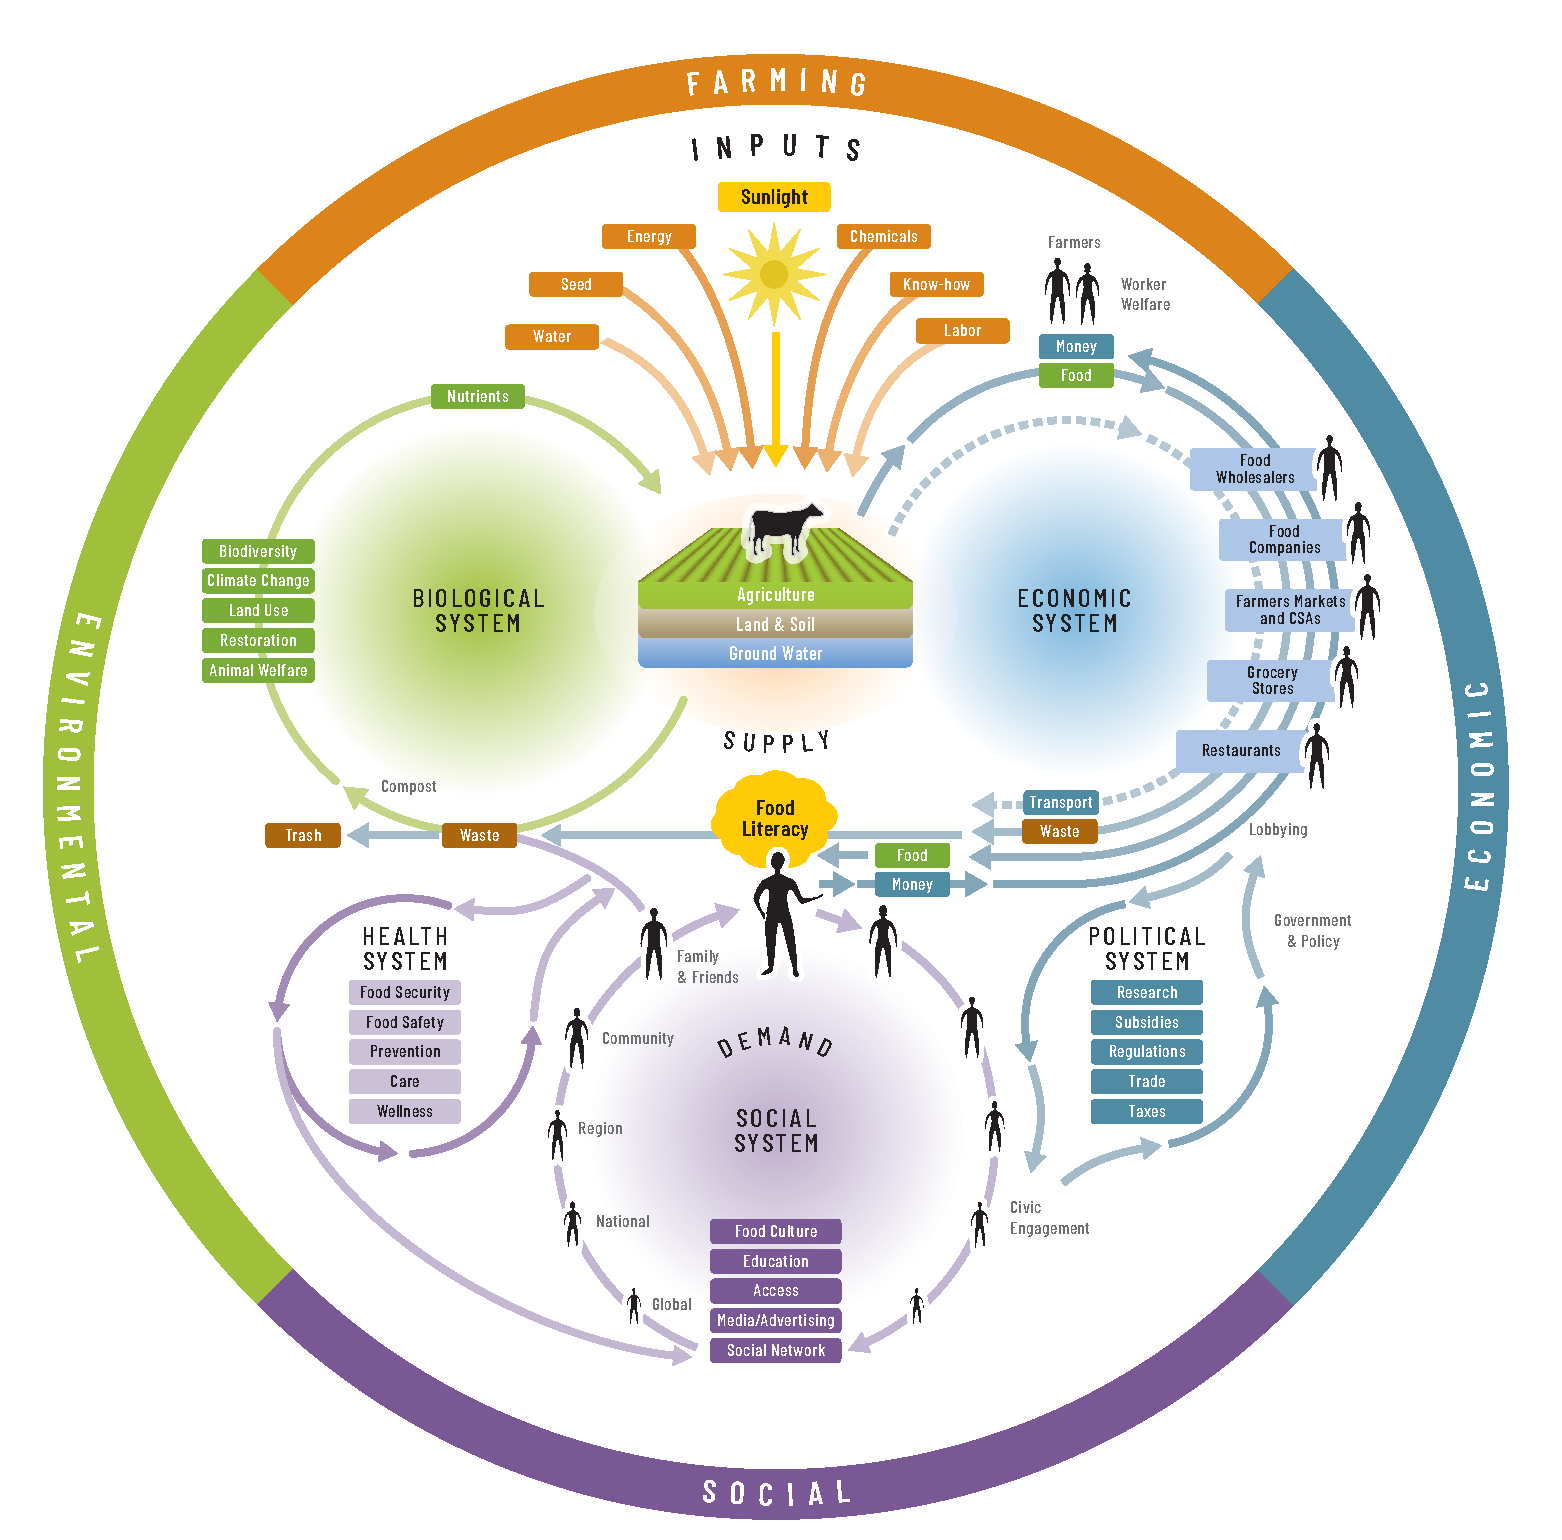 FARMING
INPUTS
Sunlight
Energy
Chemicals
Seed
Know-how
Water
Labor
Farmers
Worker
Welfare
Money
Food
Nutrients
Biodiversity
Climate Change
Land Use
Restoration
Animal Welfare
BIOLOGICAL
SYSTEM
Agriculture
Land & Soil
Ground Water
ECONOMIC
SYSTEM
Food
Wholesalers
Food
Companies
Farmers Markets
and CSAs
Grocery
Stores
Restaurants
SUPPLY
Compost
Trash
Waste
Food
Literacy
Transport
Waste
Food
Money
Lobbying
ENVIRONMENTAL
ECONOMIC
HEALTH
SYSTEM
Food Security
Food Safety
Prevention
Care
Wellness
Family
& Friends
Community
Region
National
Global
DEMAND
SOCIAL
SYSTEM
Food Culture
Education
Access
Media/Advertising
Social Network
POLITICAL
SYSTEM
Research
Subsidies
Regulations
Trade
Taxes
Government
& Policy
Civic
Engagement
SOCIAL